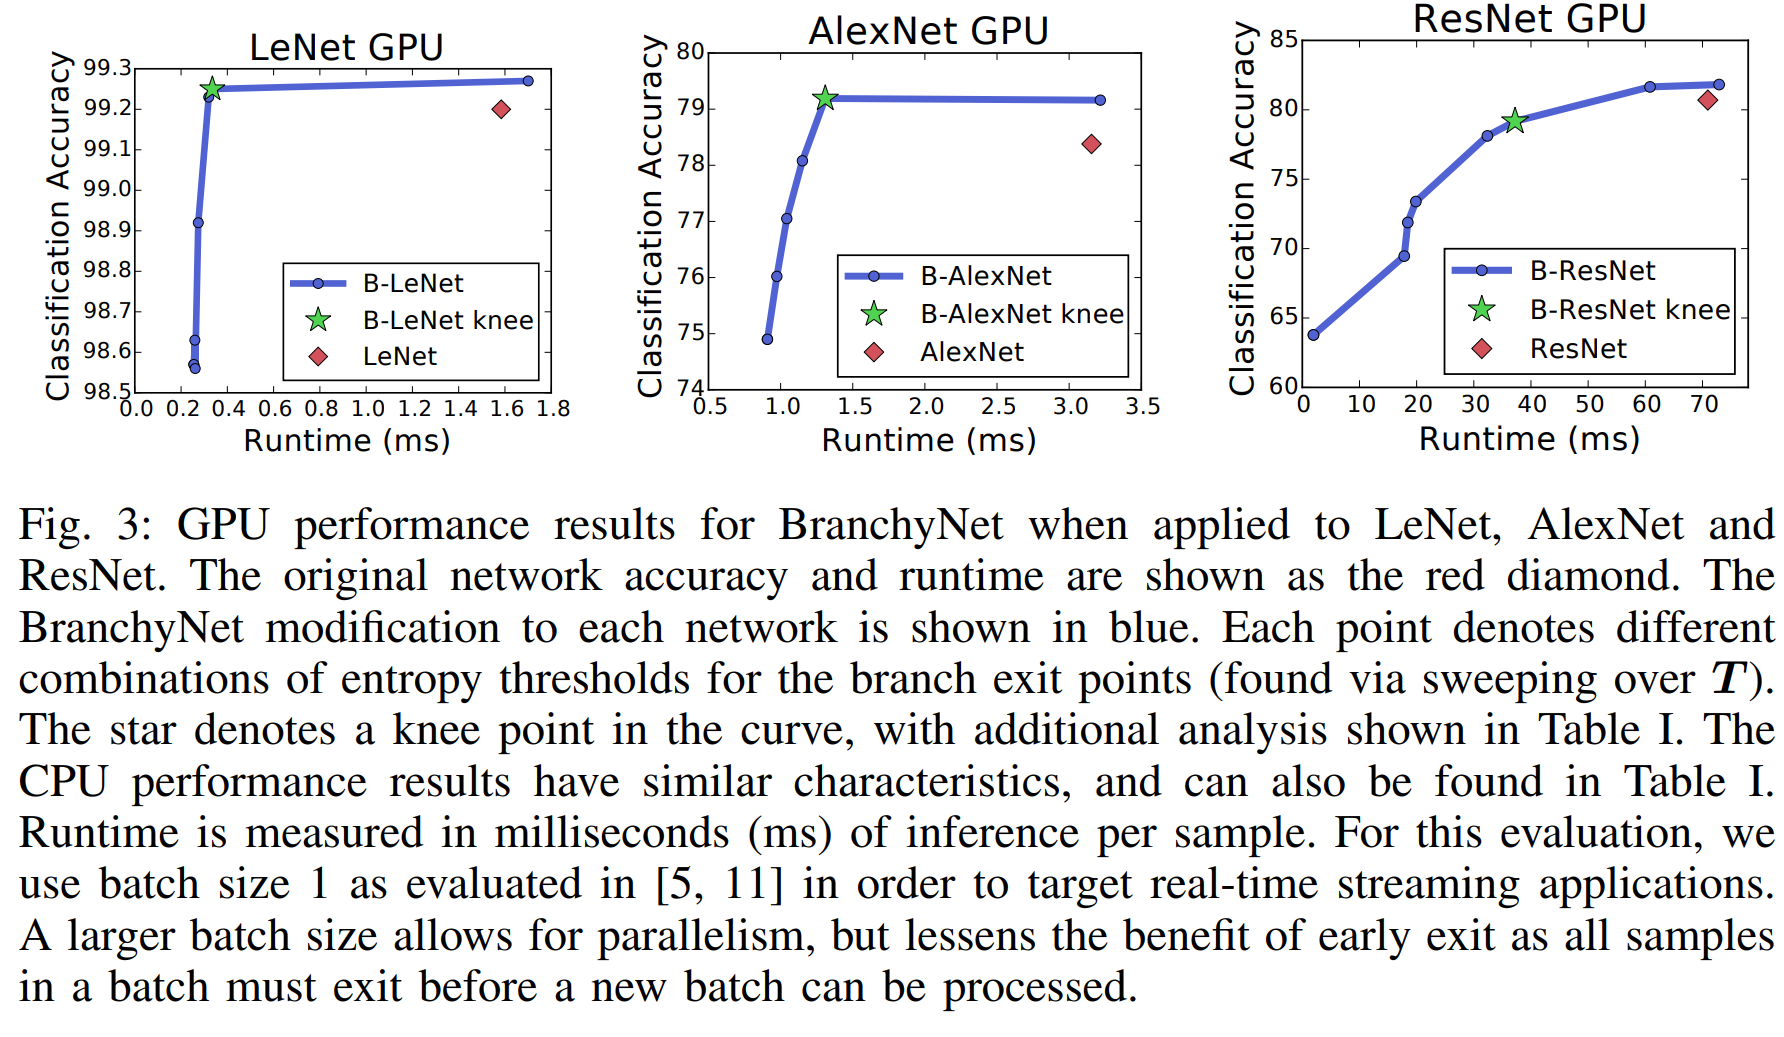 LeNet GPU
Classification Accuracy
99.3
99.2
99.1
99.0
98.9
98.8
98.7
98.6
98.5
0.0 0.2 0.4 0.6 0.8 1.0 1.2 1.4 1.6 1.8
Runtime (ms)
B-LeNet
B-LeNet knee
LeNet
AlexNet GPU
Classification Accuracy
80
79
78
77
76
75
74
0.5 1.0 1.5 2.0 2.5 3.0 3.5
Runtime (ms)
B-AlexNet
B-AlexNet knee
AlexNet
ResNet GPU
Classification Accuracy
85
80
75
70
65
60
0 10 20 30 40 50 60 70
Runtime (ms)
B-ResNet
B-ResNet knee
ResNet
Fig. 3: GPU performance results for BranchyNet when applied to LeNet, AlexNet and
ResNet. The original network accuracy and runtime are shown as the red diamond. The
BranchyNet modification to each network is shown in blue. Each point denotes different
combinations of entropy thresholds for the branch exit points (found via sweeping over T).
The star denotes a knee point in the curve, with additional analysis shown in Table I. The
CPU performance results have similar characteristics, and can also be found in Table I.
Runtime is measured in milliseconds (ms) of inference per sample. For this evaluation, we
use batch size 1 as evaluated in [5, 11] in order to target real-time streaming applications.
A larger batch size allows for parallelism, but lessens the benefit of early exit as all samples
in a batch must exit before a new batch can be processed.